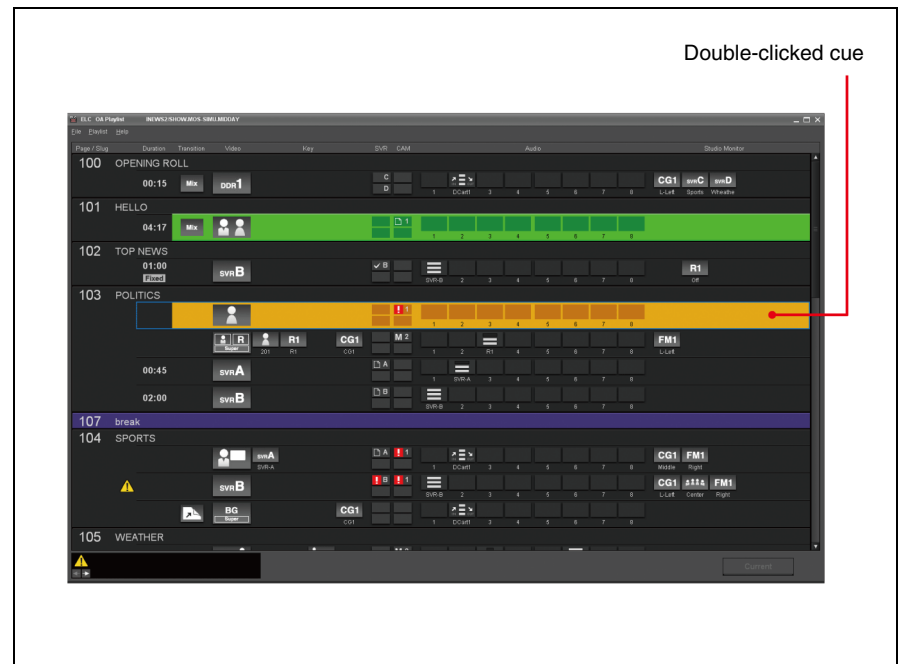 Double-clicked cue
ELC OA Playlist INEWS2:SHOW.MOS-SIMU.MIDDAY
File Playlist Help
Page / Slug Duration Transition Video Key SVR CAM Audio Studio Monitor
100 OPENING ROLL
00:15 Mix DDR1 C D 1 DCart1 3 4 5 6 7 8 CG1 L-Left SVRC Sports SVRD Wheathe
101 HELLO
04:17 Mix 1 1 2 3 4 5 6 7 8
102 TOP NEWS
01:00 Fixed SVRB B SVR-B 2 3 4 5 6 7 8 R1 Off
103 POLITICS
1 1 2 3 4 5 6 7 8
R Super 201 R1 R1 CG1 CG1 M 2 1 2 R1 4 5 6 7 8 FM1 L-Left
00:45 SVRA A 1 SVR-A 3 4 5 6 7 8
02:00 SVRB B SVR-B 2 3 4 5 6 7 8
107 break
104 SPORTS
SVRA SVR-A A 1 1 DCart1 3 4 5 6 7 8 CG1 Middle FM1 Right
SVRB B 1 SVR-B 2 3 4 5 6 7 8 CG1 L-Left Center FM1 Right
BG Super CG1 CG1 1 DCart1 3 4 5 6 7 8
105 WEATHER
Current